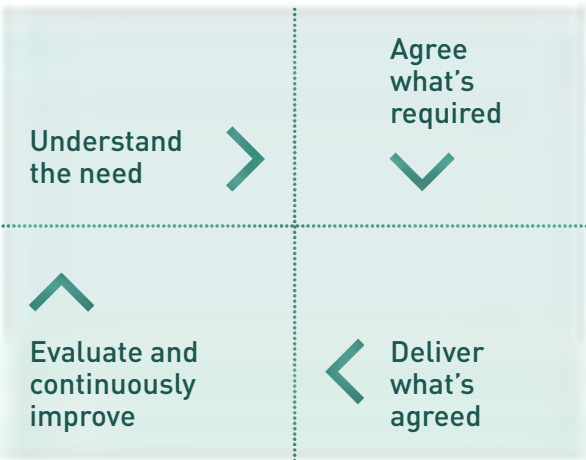 Understand
the need
Agree
what's
required
Deliver
what's
agreed
Evaluate and
continuously
improve